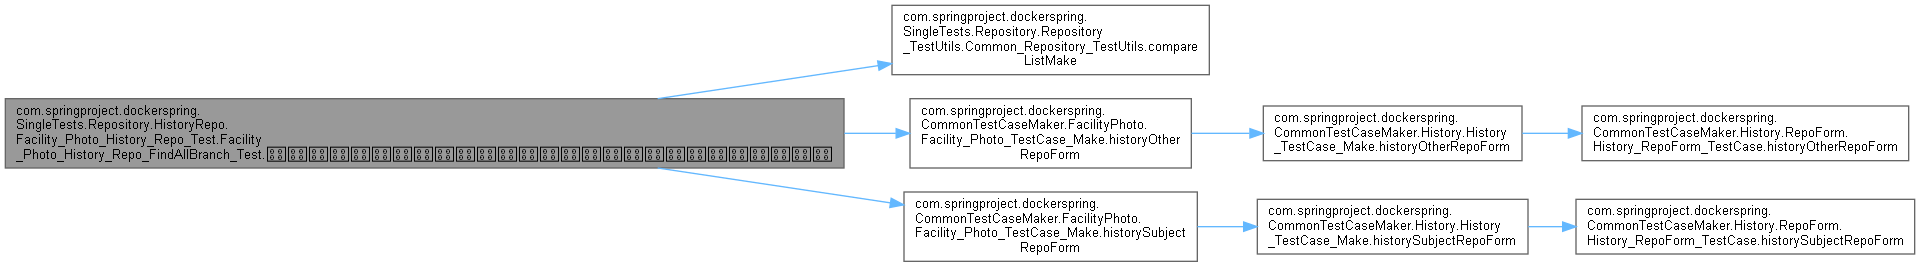 com.springproject.dockerspring.
SingleTests.Repository.HistoryRepo.
Facility_Photo_History_Repo_Test.Facility
_Photo_History_Repo_FindAllBranch_Test.
com.springproject.dockerspring.
SingleTests.Repository.Repository
_TestUtils.Common_Repository_TestUtils.compare
ListMake
com.springproject.dockerspring.
CommonTestCaseMaker.FacilityPhoto.
Facility_Photo_TestCase_Make.historyOther
RepoForm
com.springproject.dockerspring.
CommonTestCaseMaker.History.History
_TestCase_Make.historyOtherRepoForm
com.springproject.dockerspring.
CommonTestCaseMaker.History.RepoForm.
History_RepoForm_TestCase.historyOtherRepoForm
com.springproject.dockerspring.
CommonTestCaseMaker.FacilityPhoto.
Facility_Photo_TestCase_Make.historySubject
RepoForm
com.springproject.dockerspring.
CommonTestCaseMaker.History.History
_TestCase_Make.historySubjectRepoForm
com.springproject.dockerspring.
CommonTestCaseMaker.History.RepoForm.
History_RepoForm_TestCase.historySubjectRepoForm